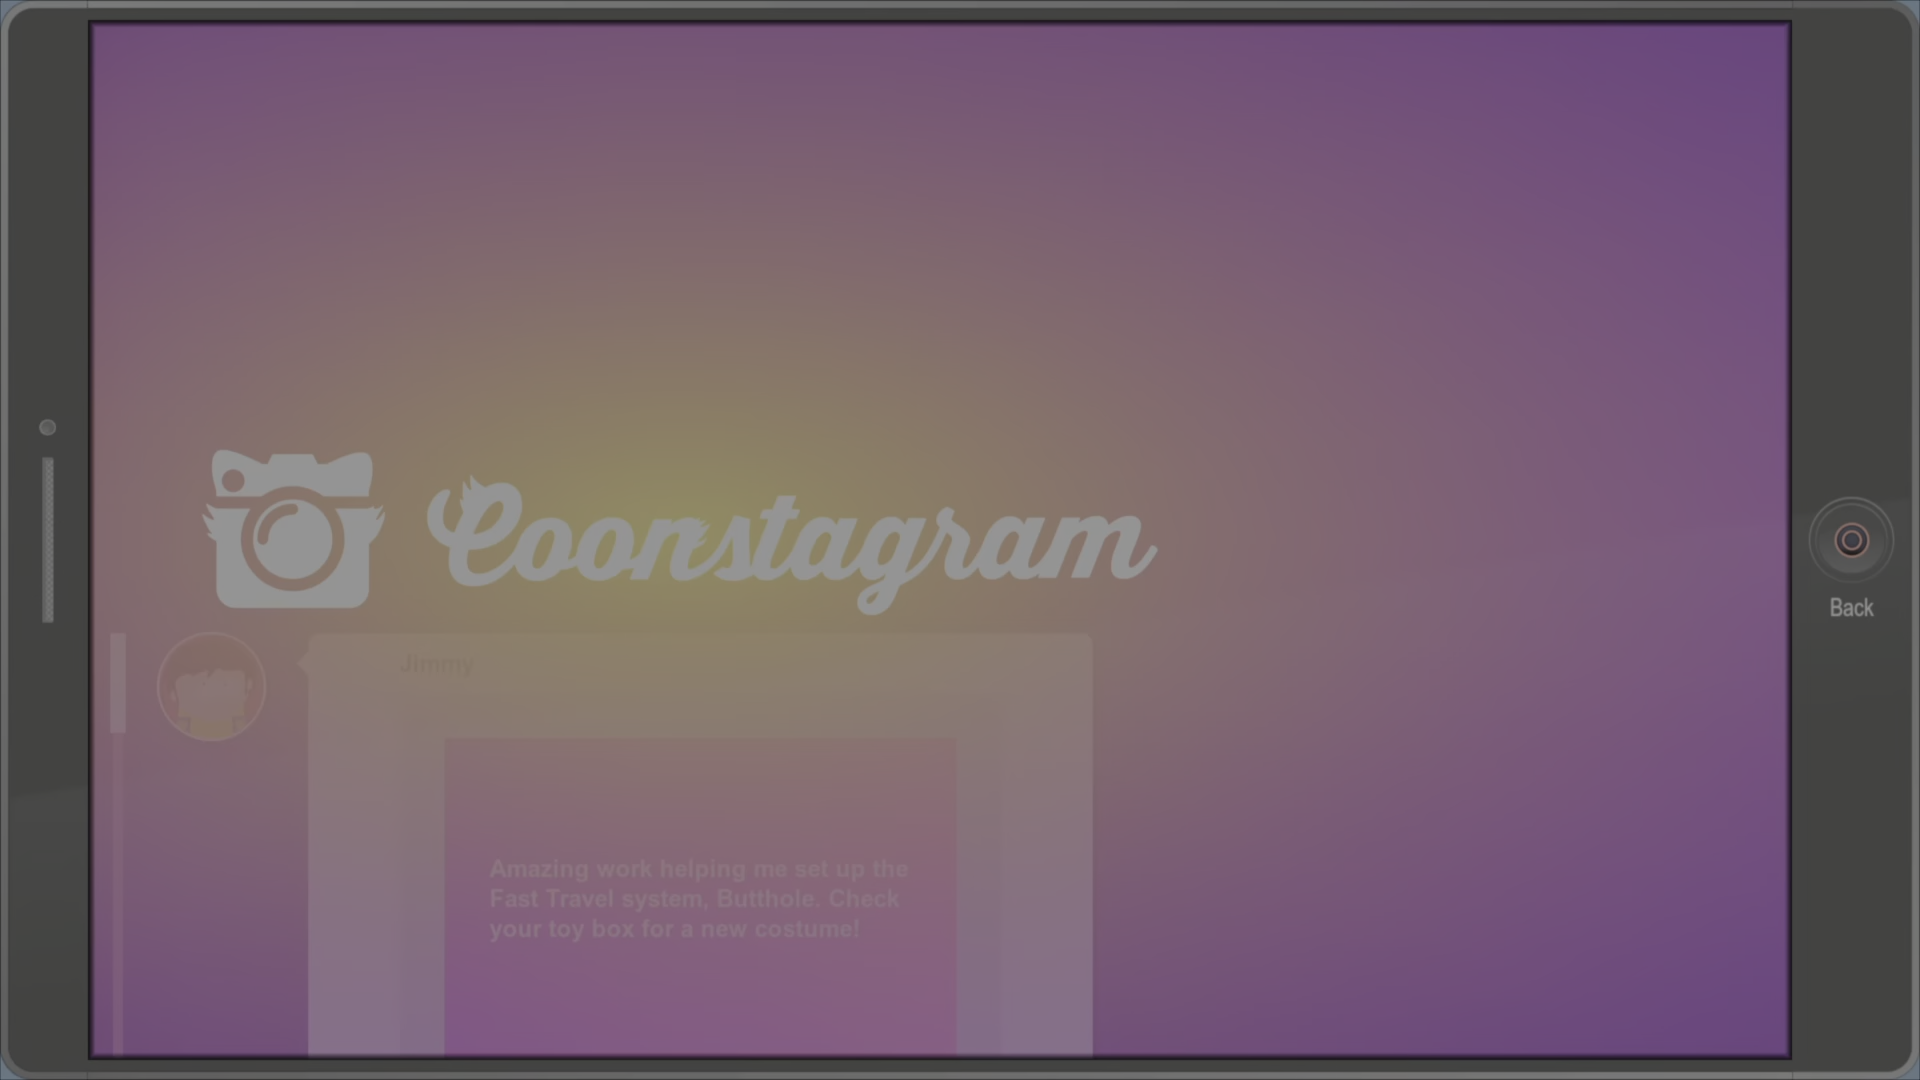 Coonstagram
Back
Jimmy
Amazing work helping me set up the
Fast Travel system, Butthole. Check
your toy box for a new costume!